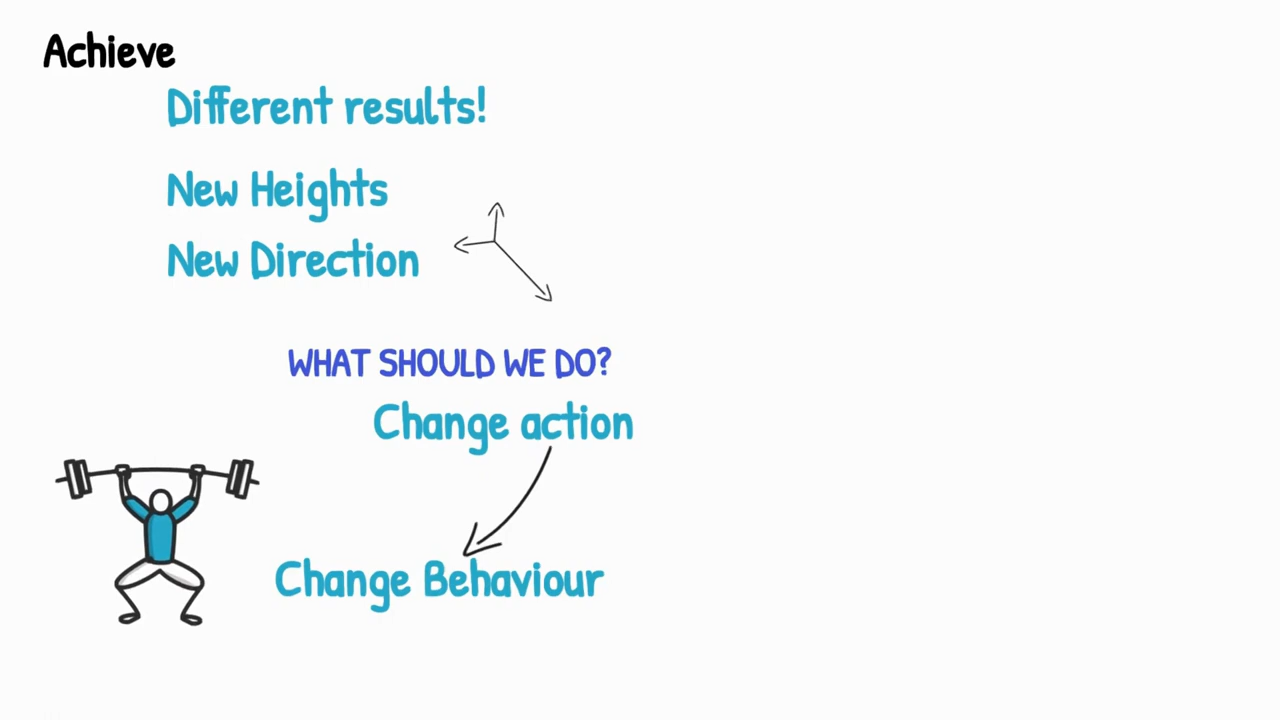 Achieve
Different results!
New Heights
New Direction
WHAT SHOULD WE DO?
Change action
Change Behaviour